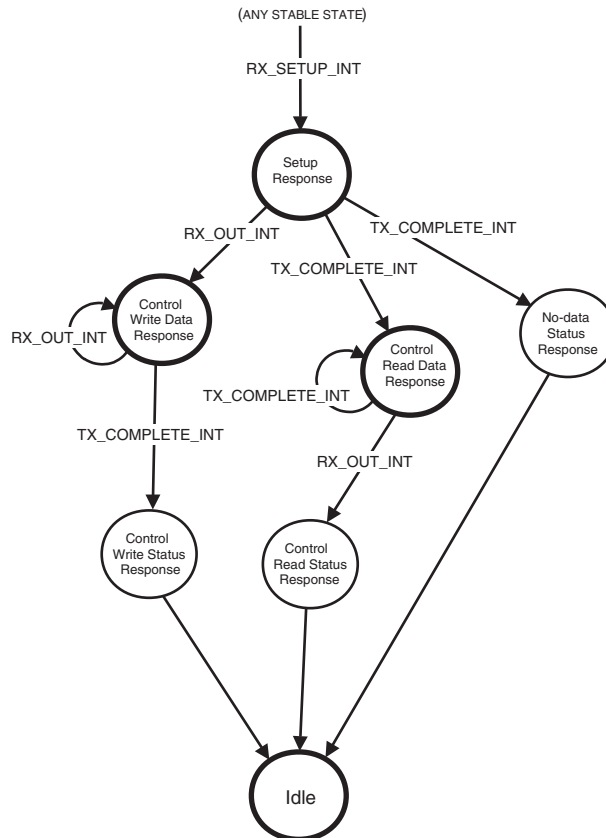 (ANY STABLE STATE)
RX_SETUP_INT
Setup
Response
RX_OUT_INT
TX_COMPLETE_INT
TX_COMPLETE_INT
Control
Write Data
Response
RX_OUT_INT
No-data
Status
Response
Control
Read Data
Response
TX_COMPLETE_INT
TX_COMPLETE_INT
RX_OUT_INT
Control
Write Status
Response
Control
Read Status
Response
Idle